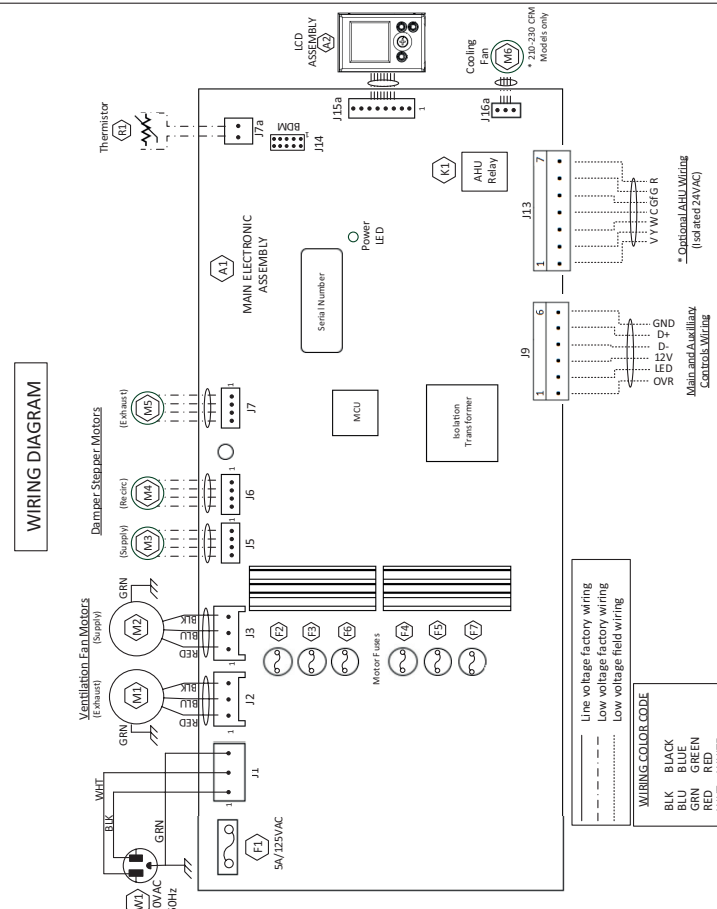 WIRING DIAGRAM
LCD
ASSEMBLY
A2
Cooling
Fan
M6
* 210-230 CFM
Models only
Thermistor
R1
J7a
BDM
1
J14
J15a
1
J16a
A1
MAIN ELECTRONIC
ASSEMBLY
Power
LED
K1
AHU
Relay
Serial Number
J13
1
7
V Y W C Gf G R
* Optional AHU Wiring
(Isolated 24VAC)
J9
1
6
GND
D+
D-
12V
LED
OVR
Main and Auxilliary
Controls Wiring
MCU
Isolation
Transformer
Damper Stepper Motors
(Exhaust)
M5
1
J7
(Recirc)
M4
1
J6
(Supply)
M3
1
J5
Ventilation Fan Motors
(Supply)
M2
GRN
BLK
BLU
RED
1
J3
(Exhaust)
M1
GRN
BLK
BLU
RED
1
J2
F2
F3
F6
Motor Fuses
F4
F5
F7
WHT
BLK
GRN
1
J1
F1
5A/125VAC
Line voltage factory wiring
Low voltage factory wiring
Low voltage field wiring
WIRING COLOR CODE
BLK BLACK
BLU BLUE
GRN GREEN
RED RED